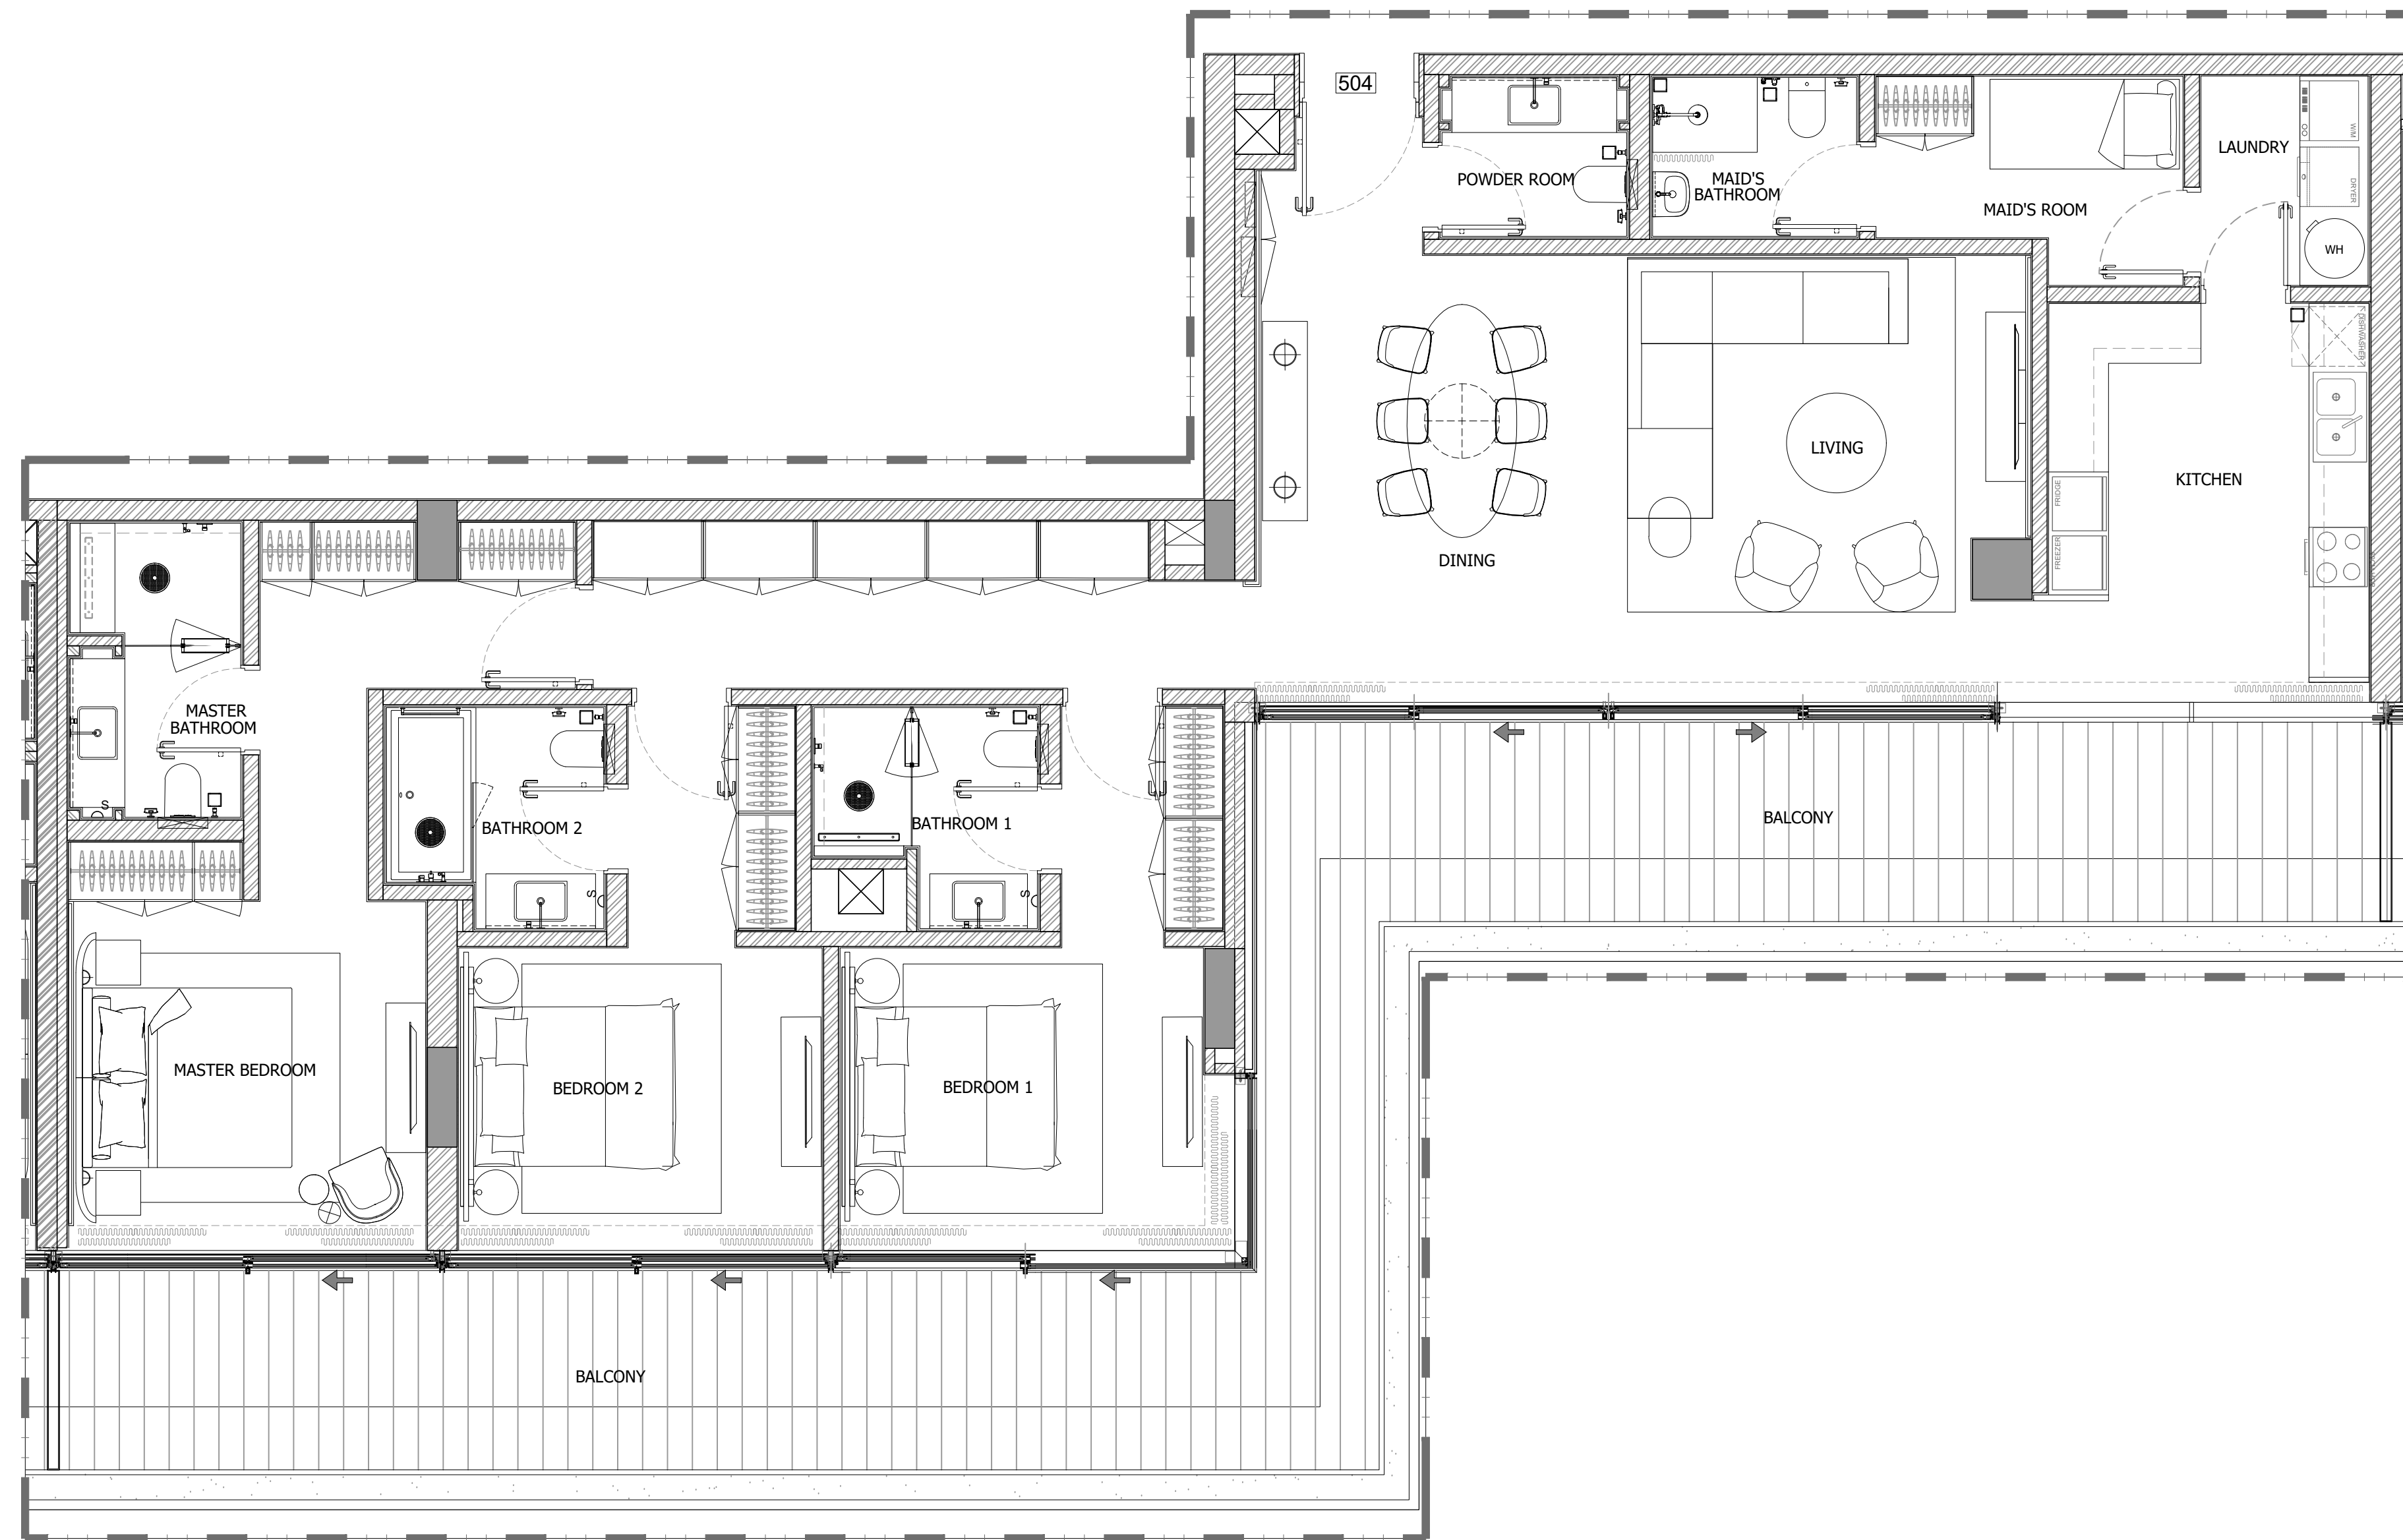 504
POWDER ROOM
MAID'S
BATHROOM
MAID'S ROOM
LAUNDRY
W/M
DRYER
WH
DISHWASHER
LIVING
KITCHEN
FRIDGE
FREEZER
DINING
MASTER
BATHROOM
S
BATHROOM 2
S
BATHROOM 1
S
BALCONY
MASTER BEDROOM
BEDROOM 2
BEDROOM 1
BALCONY